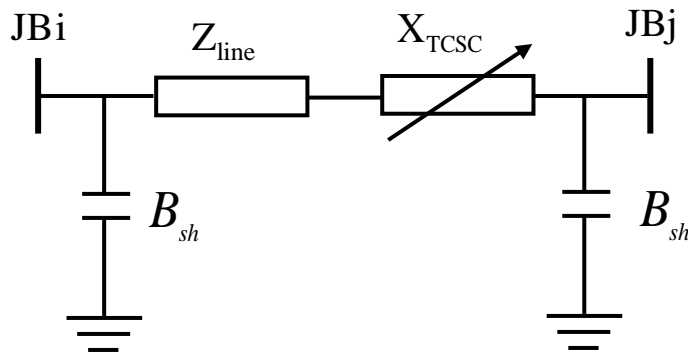 JBi
Z_line
X_TCSC
JBj
B_sh
B_sh